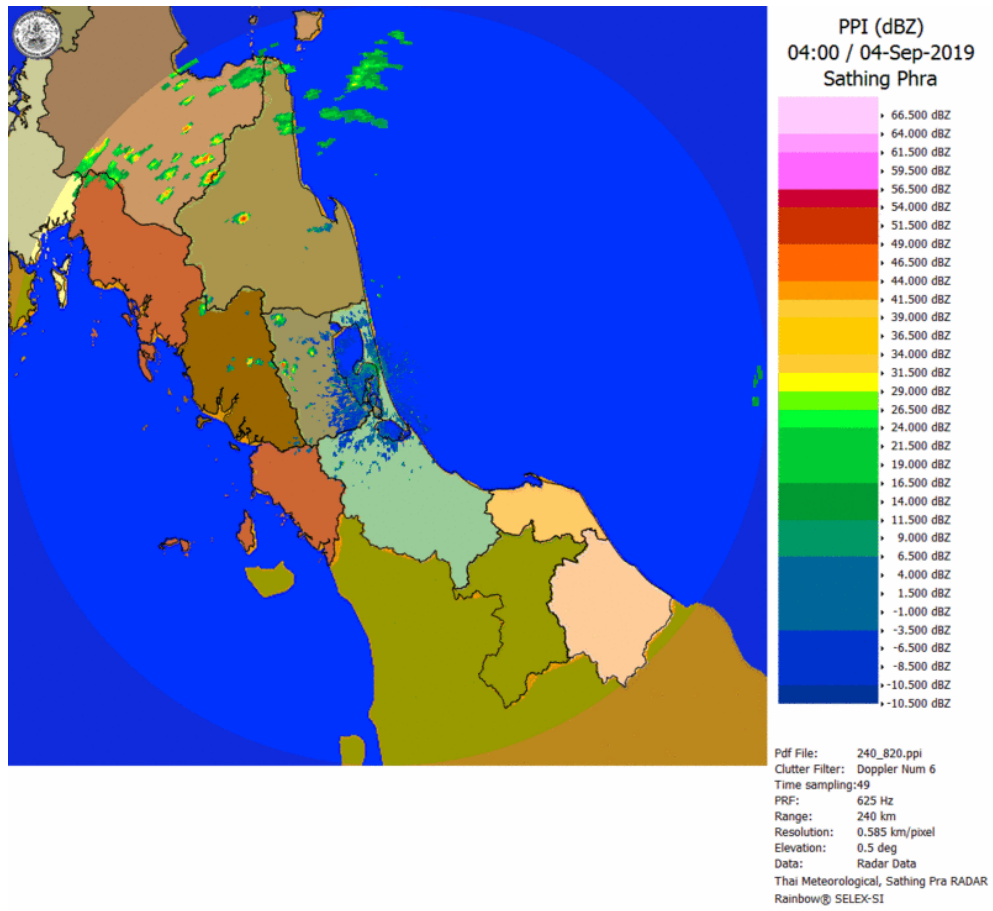 PPI (dBZ)
04:00 / 04-Sep-2019
Sathing Phra
66.500 dBZ
64.000 dBZ
61.500 dBZ
59.500 dBZ
56.500 dBZ
54.000 dBZ
51.500 dBZ
49.000 dBZ
46.500 dBZ
44.000 dBZ
41.500 dBZ
39.000 dBZ
36.500 dBZ
34.000 dBZ
31.500 dBZ
29.000 dBZ
26.500 dBZ
24.000 dBZ
21.500 dBZ
19.000 dBZ
16.500 dBZ
14.000 dBZ
11.500 dBZ
9.000 dBZ
6.500 dBZ
4.000 dBZ
1.500 dBZ
-1.000 dBZ
-3.500 dBZ
-6.500 dBZ
-8.500 dBZ
-10.500 dBZ
-10.500 dBZ
Pdf File: 240_820.ppi
Clutter Filter: Doppler Num 6
Time sampling:49
PRF: 625 Hz
Range: 240 km
Resolution: 0.585 km/pixel
Elevation: 0.5 deg
Data: Radar Data
Thai Meteorological, Sathing Pra RADAR
Rainbow® SELEX-SI